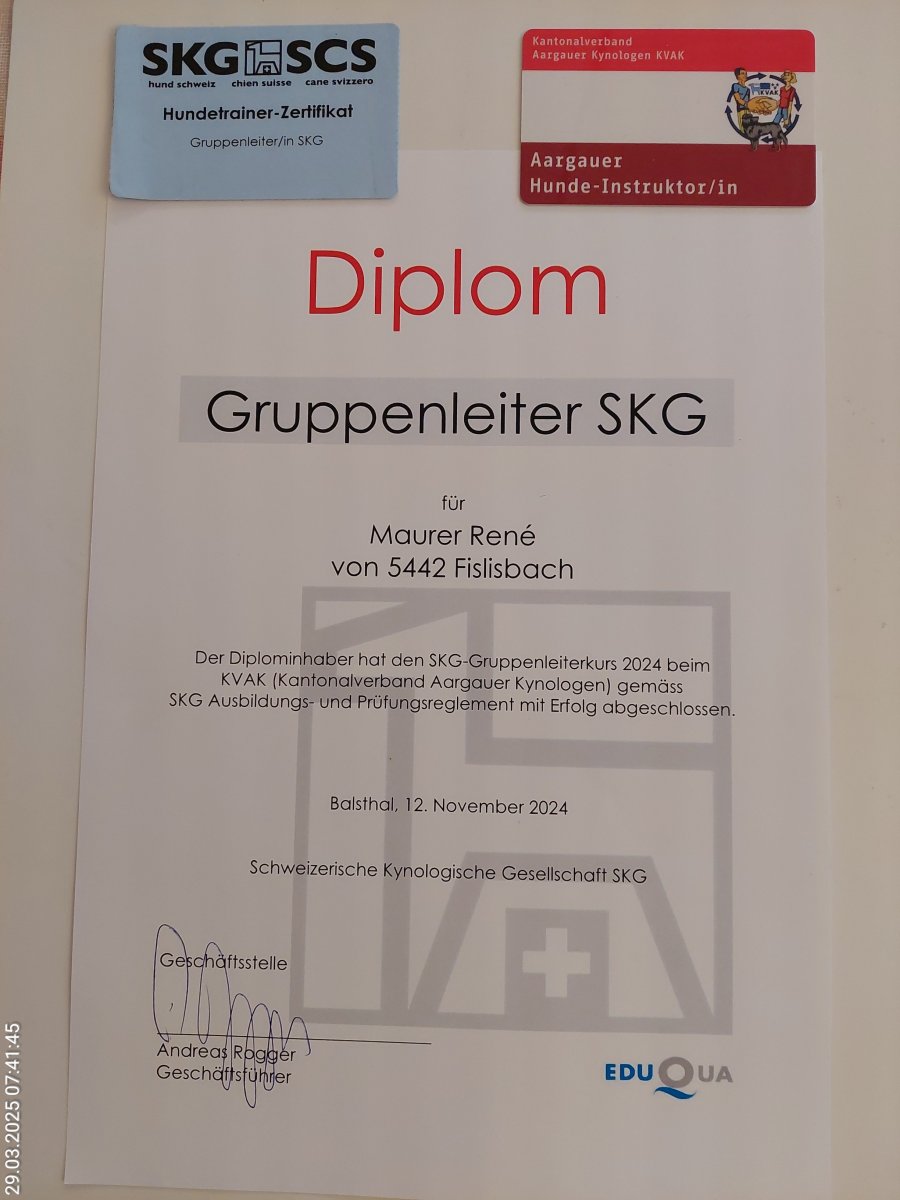 SKG SCS
hund schweiz chien suisse cane svizzero
Hundetrainer-Zertifikat
Gruppenleiter/in SKG
Kantonalverband
Aargauer Kynologen KVAK
KVAK
Aargauer
Hunde-Instruktor/in
Diplom
Gruppenleiter SKG
für
Maurer René
von 5442 Fislisbach
Der Diplominhaber hat den SKG-Gruppenleiterkurs 2024 beim
KVAK (Kantonalverband Aargauer Kynologen) gemäss
SKG Ausbildungs- und Prüfungsreglement mit Erfolg abgeschlossen.
Balsthal, 12. November 2024
Schweizerische Kynologische Gesellschaft SKG
Geschäftsstelle
Andreas Rogger
Geschäftsführer
EDUQUA
29.03.2025 07:41:45